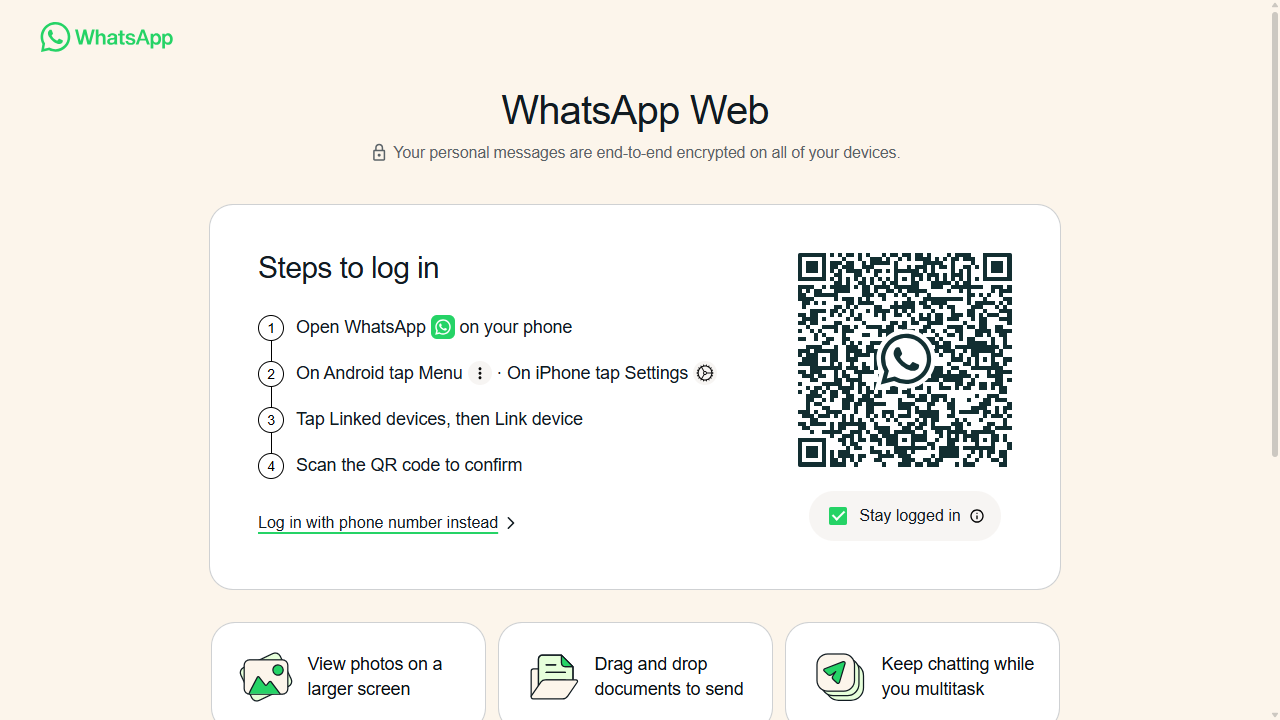 WhatsApp
WhatsApp Web
Your personal messages are end-to-end encrypted on all of your devices.
Steps to log in
1 Open WhatsApp on your phone
2 On Android tap Menu · On iPhone tap Settings
3 Tap Linked devices, then Link device
4 Scan the QR code to confirm
Log in with phone number instead
Stay logged in
View photos on a
larger screen
Drag and drop
documents to send
Keep chatting while
you multitask